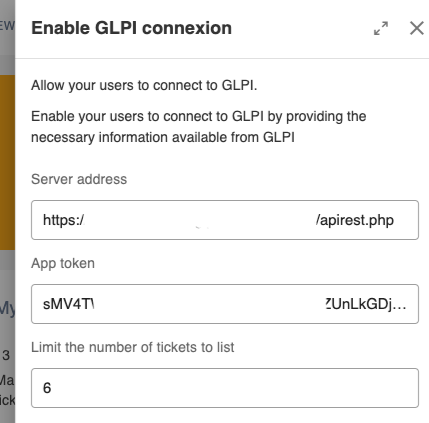 Enable GLPI connexion
Allow your users to connect to GLPI.
Enable your users to connect to GLPI by providing the
necessary information available from GLPI
Server address
https:/ /apirest.php
App token
sMV4T ZUnLkGDj...
Limit the number of tickets to list
6
EW
My
3
Ma
ick